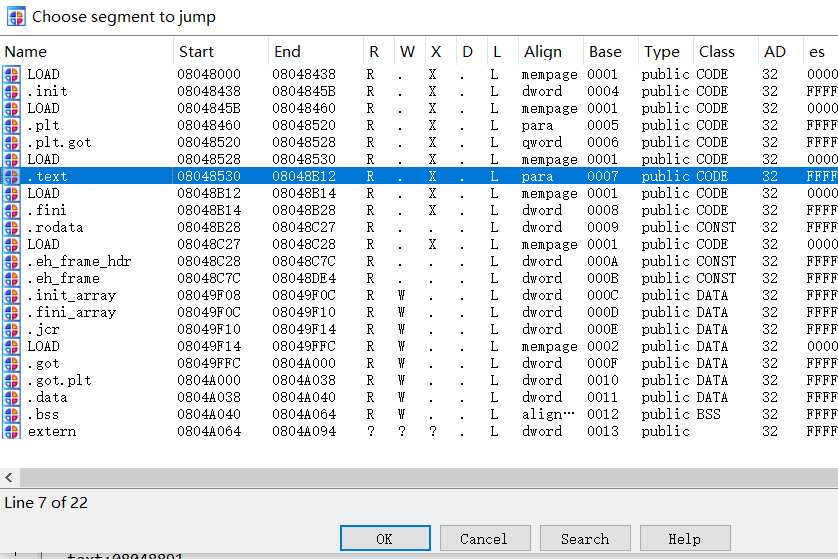 Choose segment to jump
Name Start End R W X D L Align Base Type Class AD es
LOAD 08048000 08048438 R . X . L mempage 0001 public CODE 32 0000
.init 08048438 0804845B R . X . L dword 0004 public CODE 32 FFFF
LOAD 0804845B 08048460 R . X . L mempage 0001 public CODE 32 0000
.plt 08048460 08048520 R . X . L para 0005 public CODE 32 FFFF
.plt.got 08048520 08048528 R . X . L qword 0006 public CODE 32 FFFF
LOAD 08048528 08048530 R . X . L mempage 0001 public CODE 32 0000
.text 08048530 08048B12 R . X . L para 0007 public CODE 32 FFFF
LOAD 08048B12 08048B14 R . X . L mempage 0001 public CODE 32 0000
.fini 08048B14 08048B28 R . X . L dword 0008 public CODE 32 FFFF
.rodata 08048B28 08048C27 R . . . L dword 0009 public CONST 32 FFFF
LOAD 08048C27 08048C28 R . X . L mempage 0001 public CODE 32 0000
.eh_frame_hdr 08048C28 08048C7C R . . . L dword 000A public CONST 32 FFFF
.eh_frame 08048C7C 08048DE4 R . . . L dword 000B public CONST 32 FFFF
.init_array 08049F08 08049F0C R W . . L dword 000C public DATA 32 FFFF
.fini_array 08049F0C 08049F10 R W . . L dword 000D public DATA 32 FFFF
.jcr 08049F10 08049F14 R W . . L dword 000E public DATA 32 FFFF
LOAD 08049F14 08049FFC R W . . L mempage 0002 public DATA 32 0000
.got 08049FFC 0804A000 R W . . L dword 000F public DATA 32 FFFF
.got.plt 0804A000 0804A038 R W . . L dword 0010 public DATA 32 FFFF
.data 0804A038 0804A040 R W . . L dword 0011 public DATA 32 FFFF
.bss 0804A040 0804A064 R W . . L align… 0012 public BSS 32 FFFF
extern 0804A064 0804A094 ? ? ? . L dword 0013 public 32 FFFF
Line 7 of 22
OK Cancel Search Help